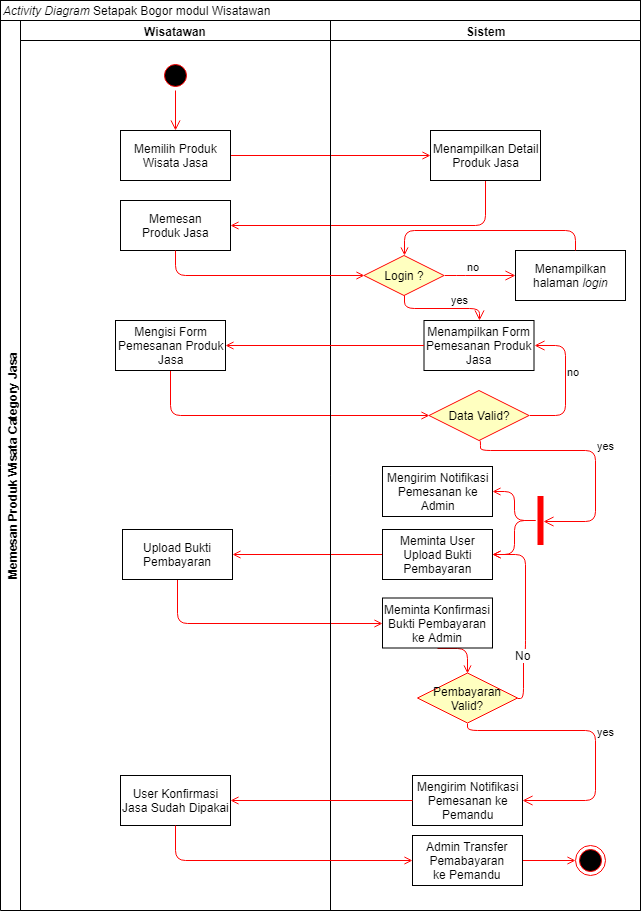 Activity Diagram Setapak Bogor modul Wisatawan
Wisatawan
Sistem
Memesan Produk Wisata Category Jasa
Memilih Produk
Wisata Jasa
Menampilkan Detail
Produk Jasa
Memesan
Produk Jasa
Login ?
no
Menampilkan
halaman login
yes
Mengisi Form
Pemesanan Produk
Jasa
Menampilkan Form
Pemesanan Produk
Jasa
no
Data Valid?
yes
Mengirim Notifikasi
Pemesanan ke
Admin
Upload Bukti
Pembayaran
Meminta User
Upload Bukti
Pembayaran
Meminta Konfirmasi
Bukti Pembayaran
ke Admin
No
Pembayaran
Valid?
yes
User Konfirmasi
Jasa Sudah Dipakai
Mengirim Notifikasi
Pemesanan ke
Pemandu
Admin Transfer
Pemabayaran
ke Pemandu